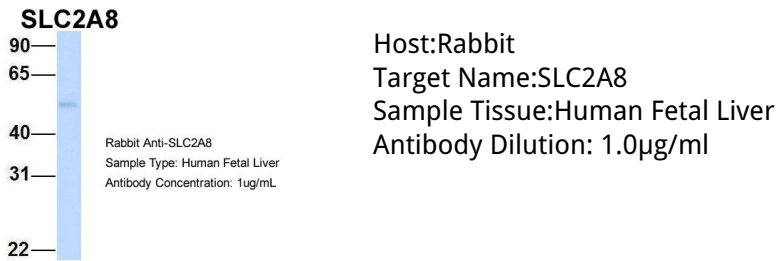 SLC2A8
90
65
40
31
22
Rabbit Anti-SLC2A8
Sample Type: Human Fetal Liver
Antibody Concentration: 1ug/mL
Host:Rabbit
Target Name:SLC2A8
Sample Tissue:Human Fetal Liver
Antibody Dilution: 1.0μg/ml